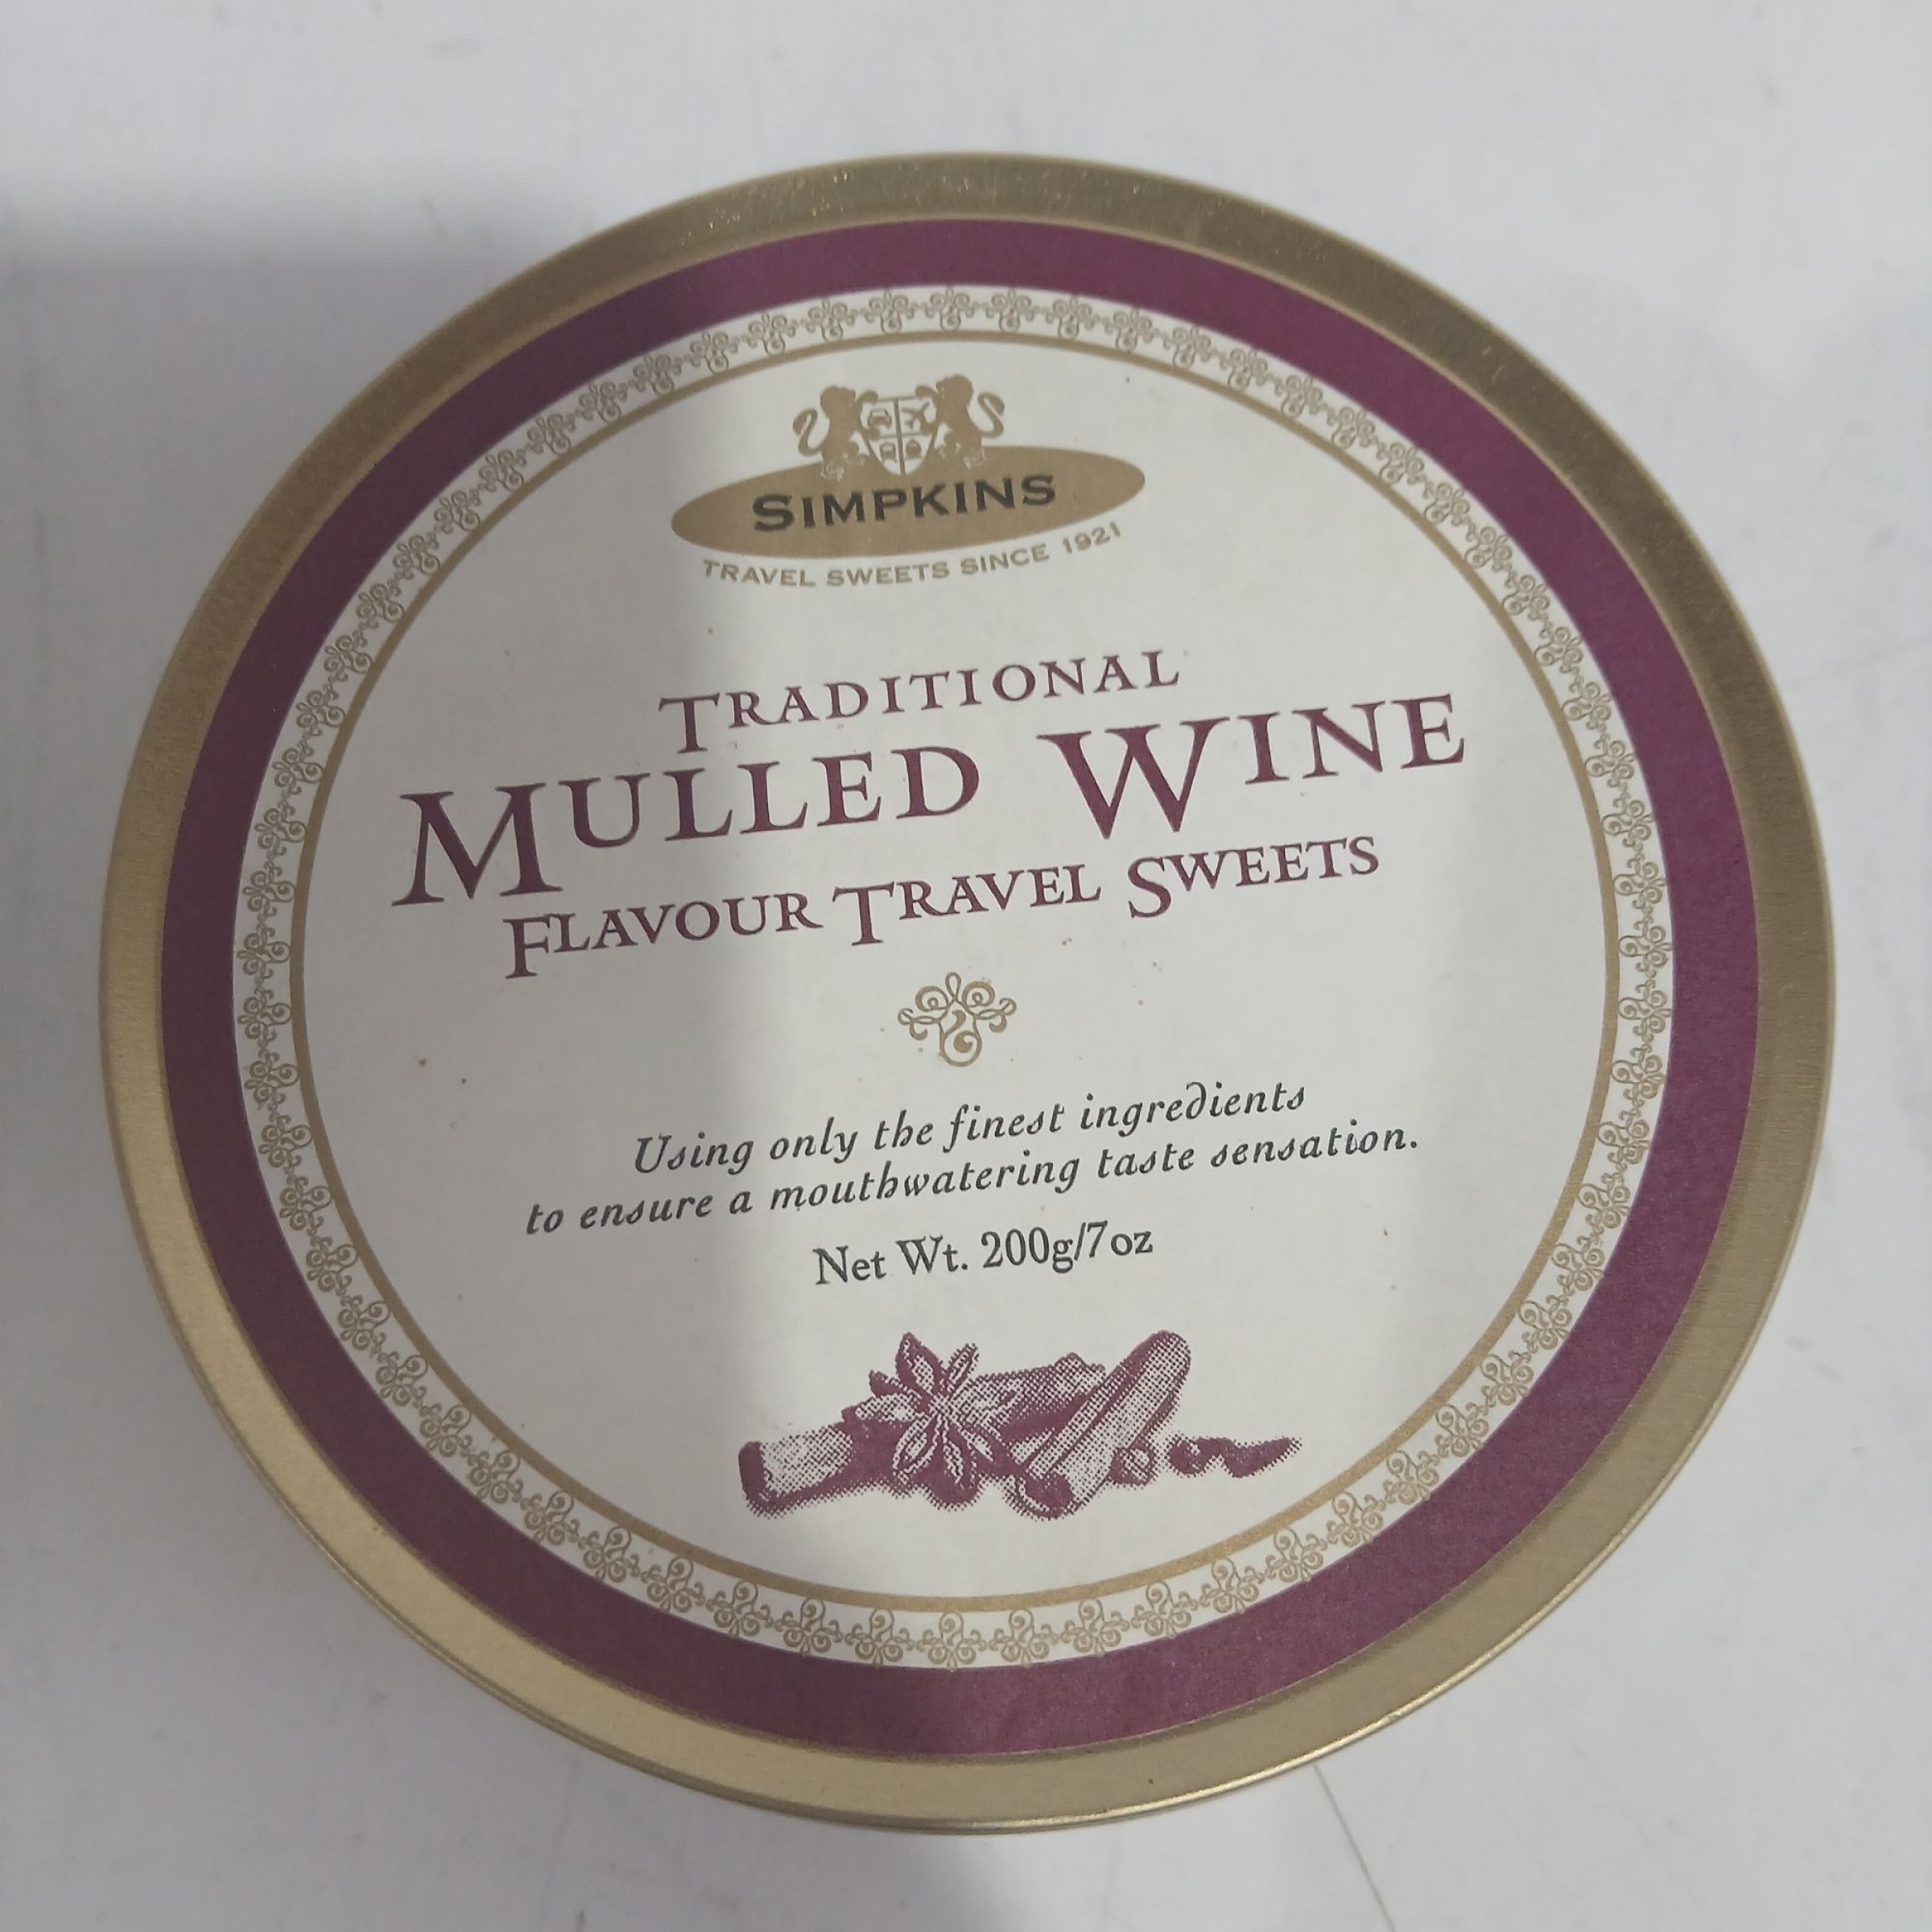 SIMPKINS
TRAVEL SWEETS SINCE 1921
TRADITIONAL
MULLED WINE
FLAVOUR TRAVEL SWEETS
Using only the finest ingredients
to ensure a mouthwatering taste sensation.
Net Wt. 200g/7oz